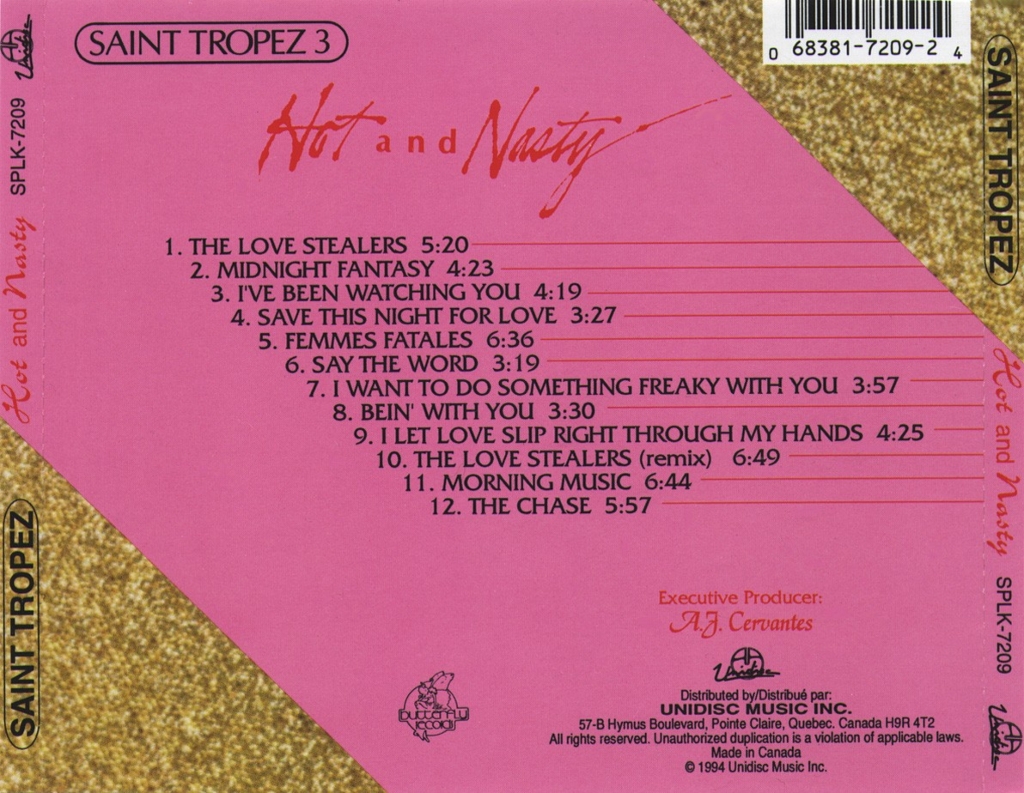 SAINT TROPEZ 3
0 68381-7209-2 4
Hot and Nasty
1. THE LOVE STEALERS 5:20
2. MIDNIGHT FANTASY 4:23
3. I'VE BEEN WATCHING YOU 4:19
4. SAVE THIS NIGHT FOR LOVE 3:27
5. FEMMES FATALES 6:36
6. SAY THE WORD 3:19
7. I WANT TO DO SOMETHING FREAKY WITH YOU 3:57
8. BEIN' WITH YOU 3:30
9. I LET LOVE SLIP RIGHT THROUGH MY HANDS 4:25
10. THE LOVE STEALERS (remix) 6:49
11. MORNING MUSIC 6:44
12. THE CHASE 5:57
Executive Producer:
A.J. Cervantes
butterfly
records
Unidisc
Distributed by/Distribué par:
UNIDISC MUSIC INC.
57-B Hymus Boulevard, Pointe Claire, Quebec. Canada H9R 4T2
All rights reserved. Unauthorized duplication is a violation of applicable laws.
Made in Canada
© 1994 Unidisc Music Inc.
SAINT TROPEZ Hot and Nasty SPLK-7209 Unidisc
SAINT TROPEZ Hot and Nasty SPLK-7209 Unidisc